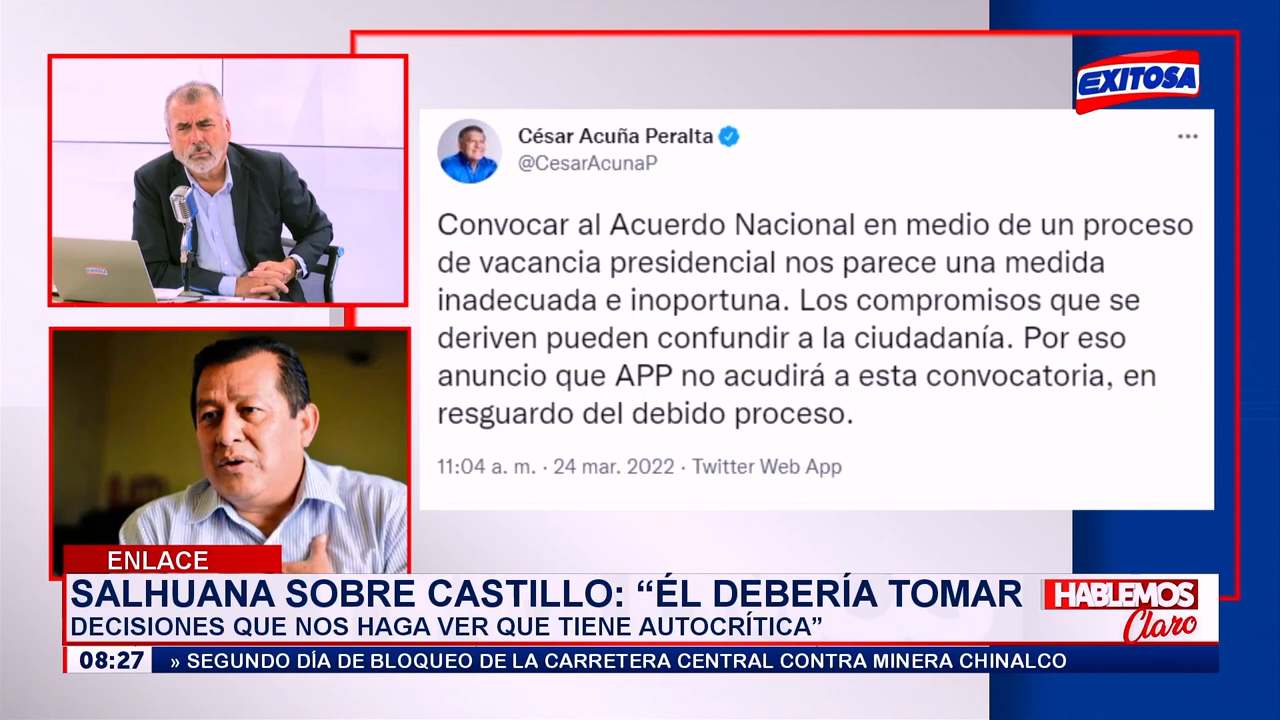 EXITOSA
César Acuña Peralta
@CesarAcunaP
Convocar al Acuerdo Nacional en medio de un proceso
de vacancia presidencial nos parece una medida
inadecuada e inoportuna. Los compromisos que se
deriven pueden confundir a la ciudadanía. Por eso
anuncio que APP no acudirá a esta convocatoria, en
resguardo del debido proceso.
11:04 a. m. · 24 mar. 2022 · Twitter Web App
EXITOSA
ENLACE
SALHUANA SOBRE CASTILLO: “ÉL DEBERÍA TOMAR
DECISIONES QUE NOS HAGA VER QUE TIENE AUTOCRÍTICA”
HABLEMOS
Claro
08:27
» SEGUNDO DÍA DE BLOQUEO DE LA CARRETERA CENTRAL CONTRA MINERA CHINALCO